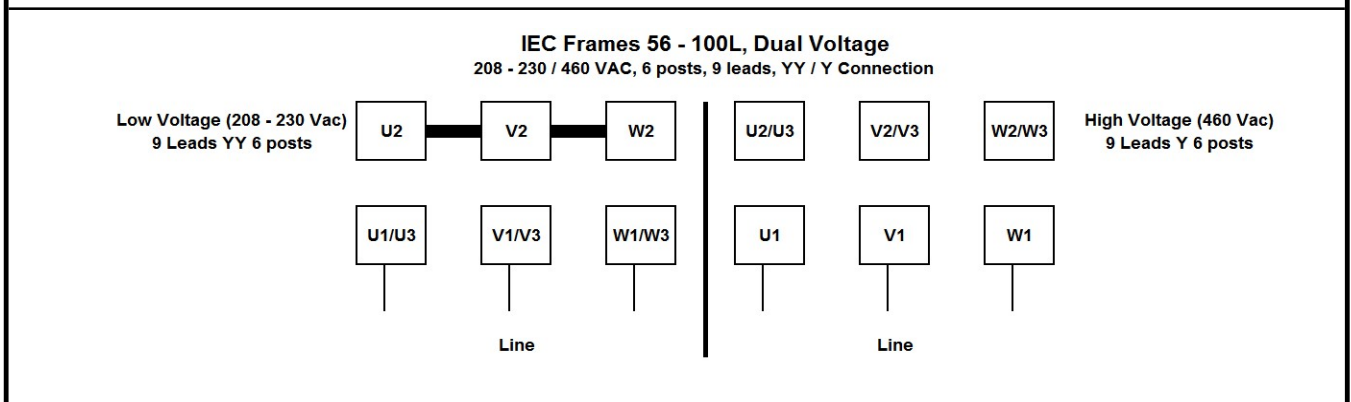 IEC Frames 56 - 100L, Dual Voltage
208 - 230 / 460 VAC, 6 posts, 9 leads, YY / Y Connection
Low Voltage (208 - 230 Vac)
9 Leads YY 6 posts
U2 V2 W2
U2/U3 V2/V3 W2/W3
High Voltage (460 Vac)
9 Leads Y 6 posts
U1/U3 V1/V3 W1/W3
U1 V1 W1
Line
Line